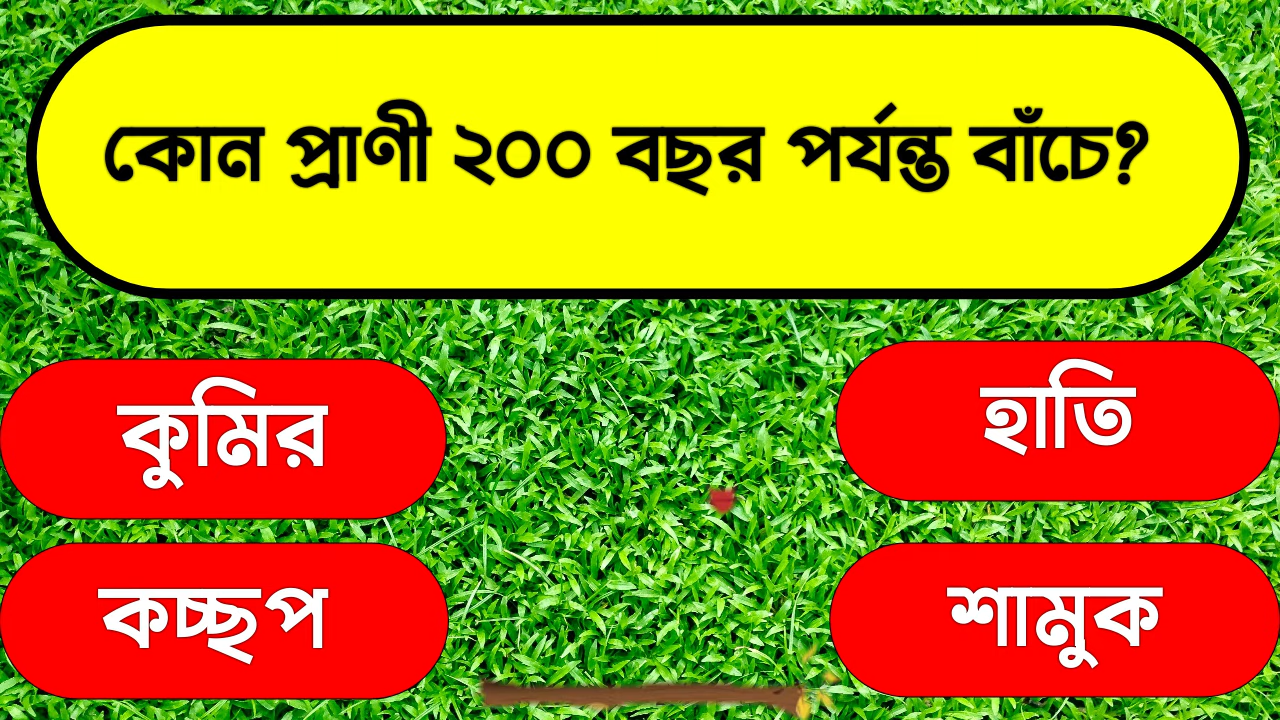 কোন প্রাণী ২০০ বছর পর্যন্ত বাঁচে?
কুমির
হাতি
কচ্ছপ
শামুক